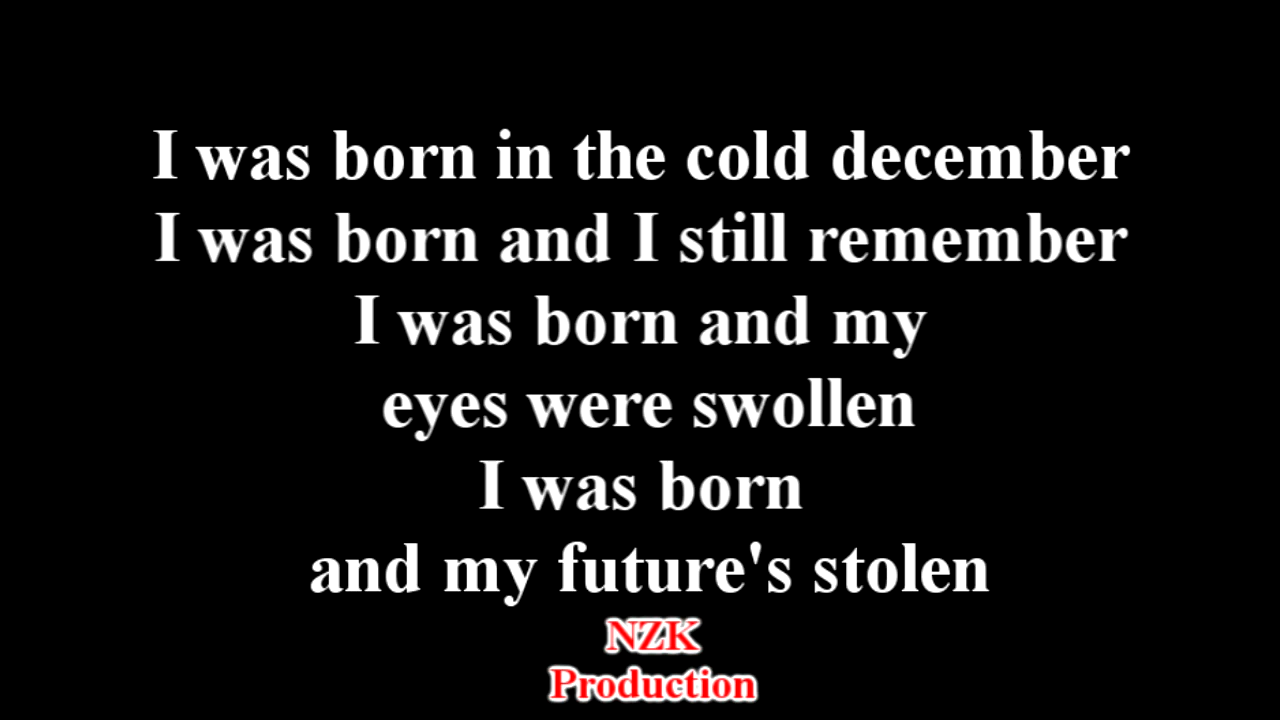 I was born in the cold december
I was born and I still remember
I was born and my
eyes were swollen
I was born
and my future's stolen
NZK
Production